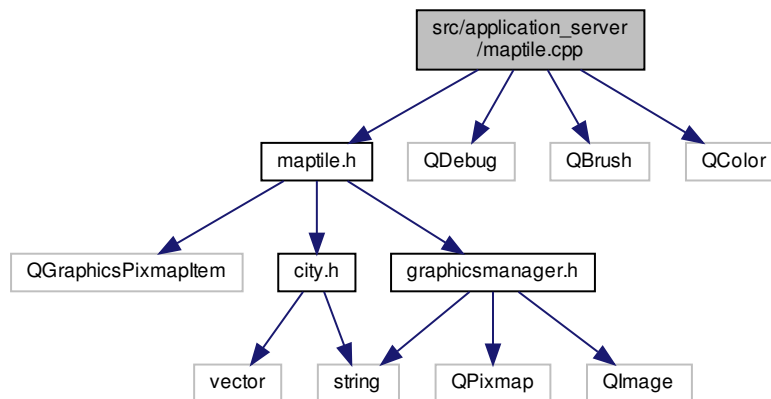 src/application_server
/maptile.cpp
maptile.h
QDebug
QBrush
QColor
QGraphicsPixmapItem
city.h
graphicsmanager.h
vector
string
QPixmap
QImage